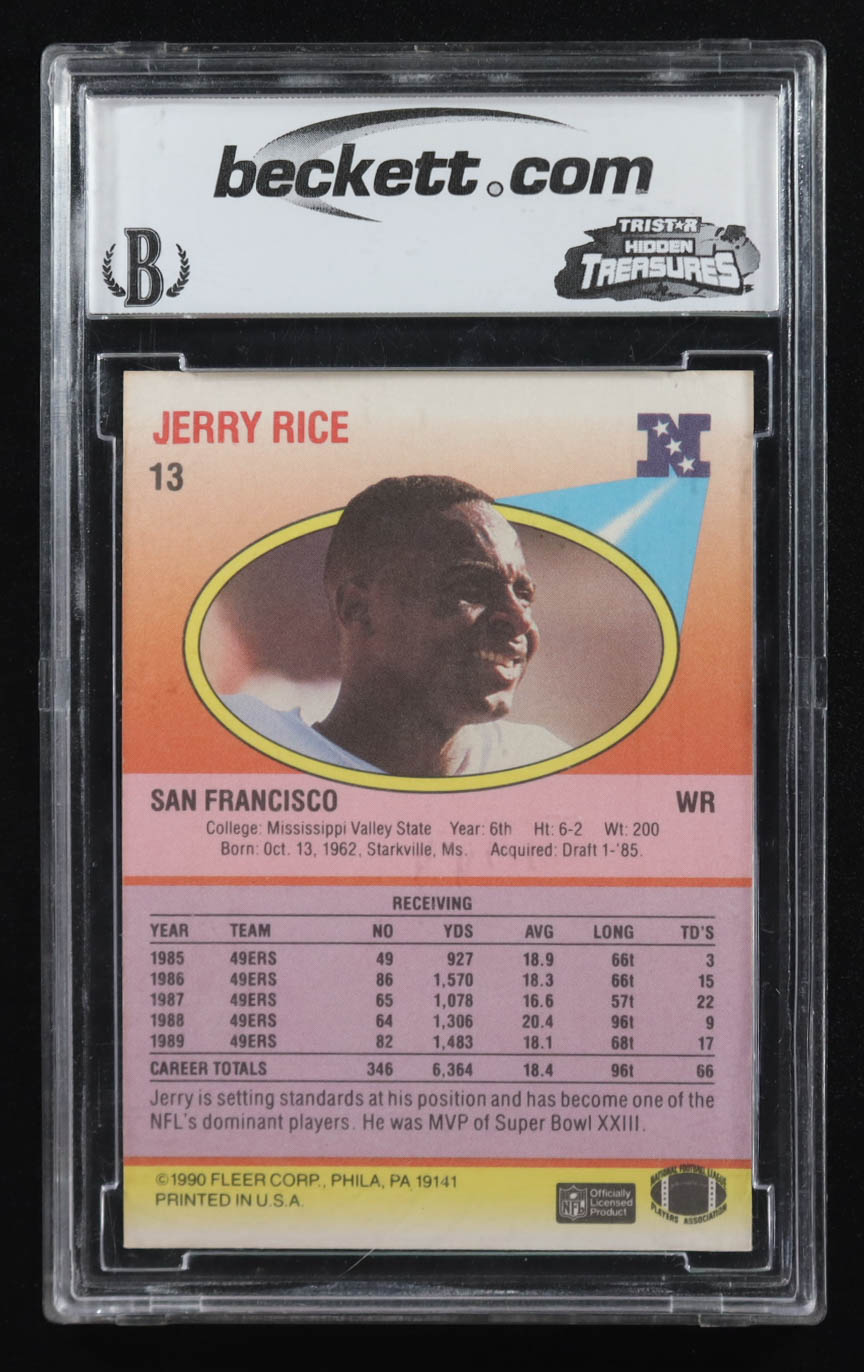 beckett.com
B
TRISTAR
HIDDEN
TREASURES
JERRY RICE
13
N
SAN FRANCISCO WR
College: Mississippi Valley State Year: 6th Ht: 6-2 Wt: 200
Born: Oct. 13, 1962, Starkville, Ms. Acquired: Draft 1-'85.
RECEIVING
YEAR TEAM NO YDS AVG LONG TD'S
1985 49ERS 49 927 18.9 66t 3
1986 49ERS 86 1,570 18.3 66t 15
1987 49ERS 65 1,078 16.6 57t 22
1988 49ERS 64 1,306 20.4 96t 9
1989 49ERS 82 1,483 18.1 68t 17
CAREER TOTALS 346 6,364 18.4 96t 66
Jerry is setting standards at his position and has become one of the
NFL's dominant players. He was MVP of Super Bowl XXIII.
©1990 FLEER CORP., PHILA, PA 19141
PRINTED IN U.S.A.
NFL
Officially
Licensed
Product
NATIONAL FOOTBALL LEAGUE
PLAYERS ASSOCIATION